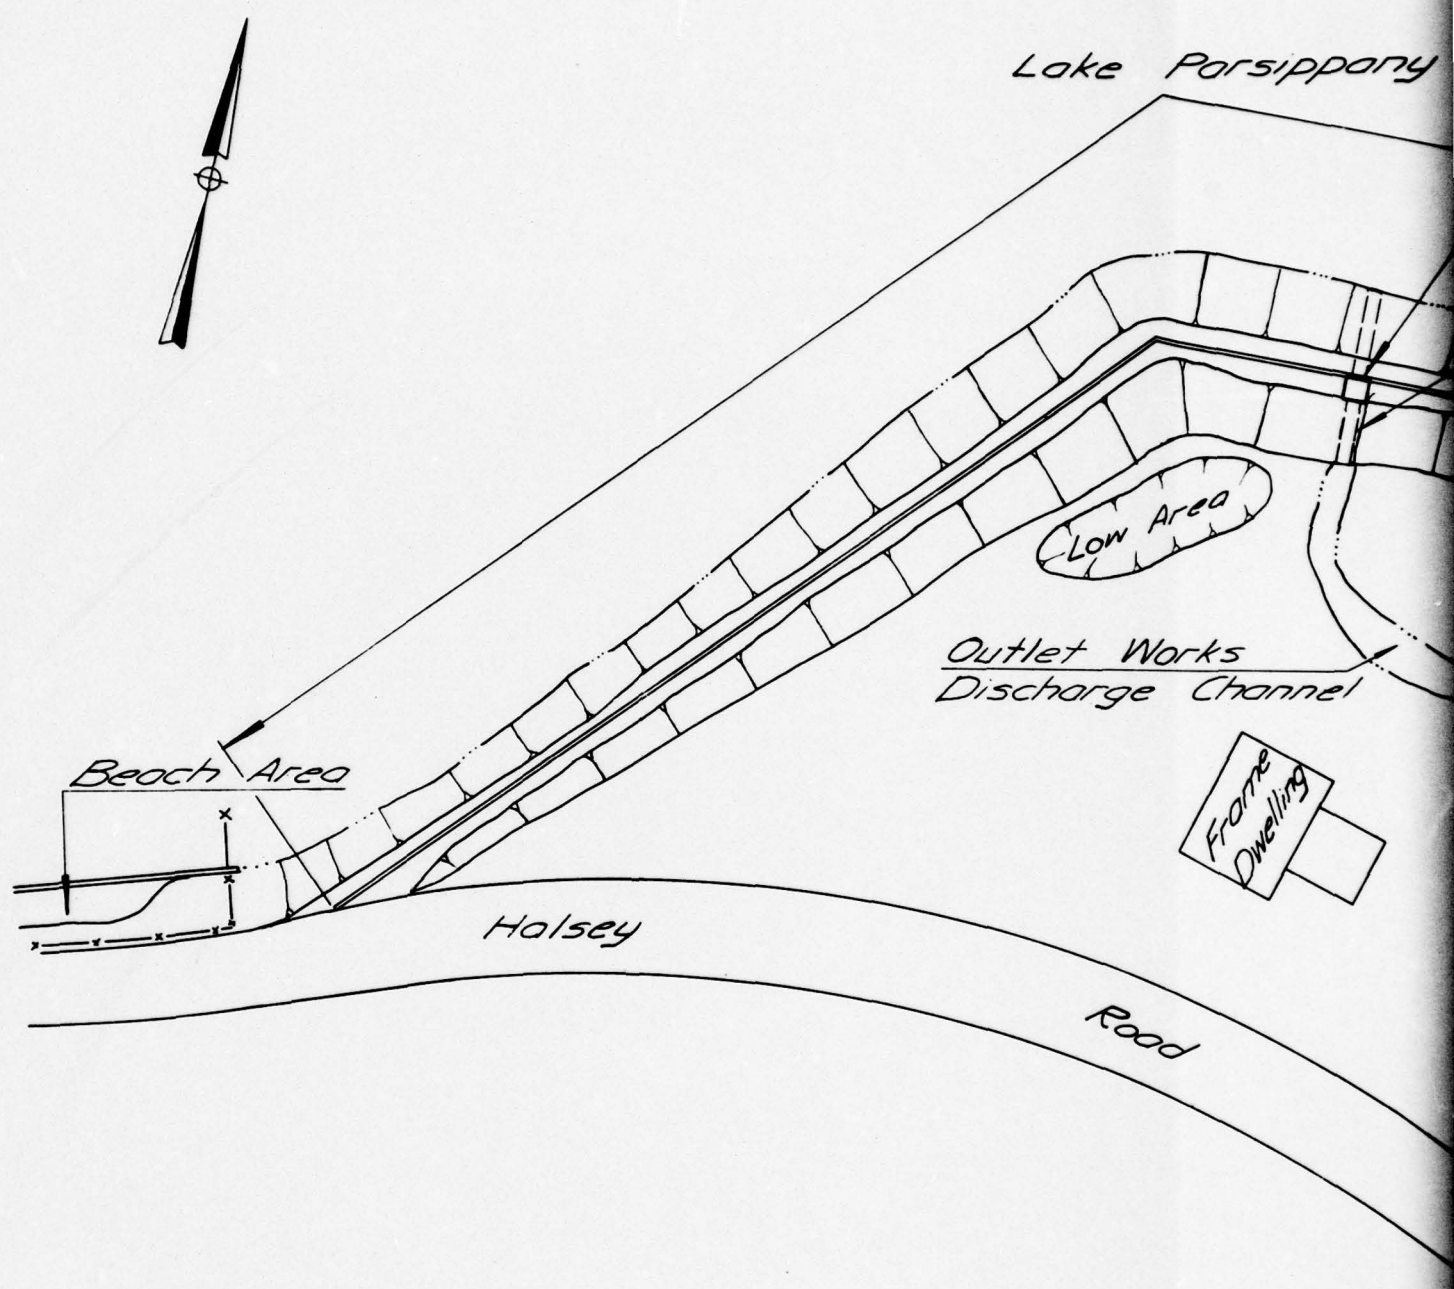 Lake Parsippany
Low Area
Outlet Works
Discharge Channel
Beach Area
Frame
Dwelling
Halsey
Road